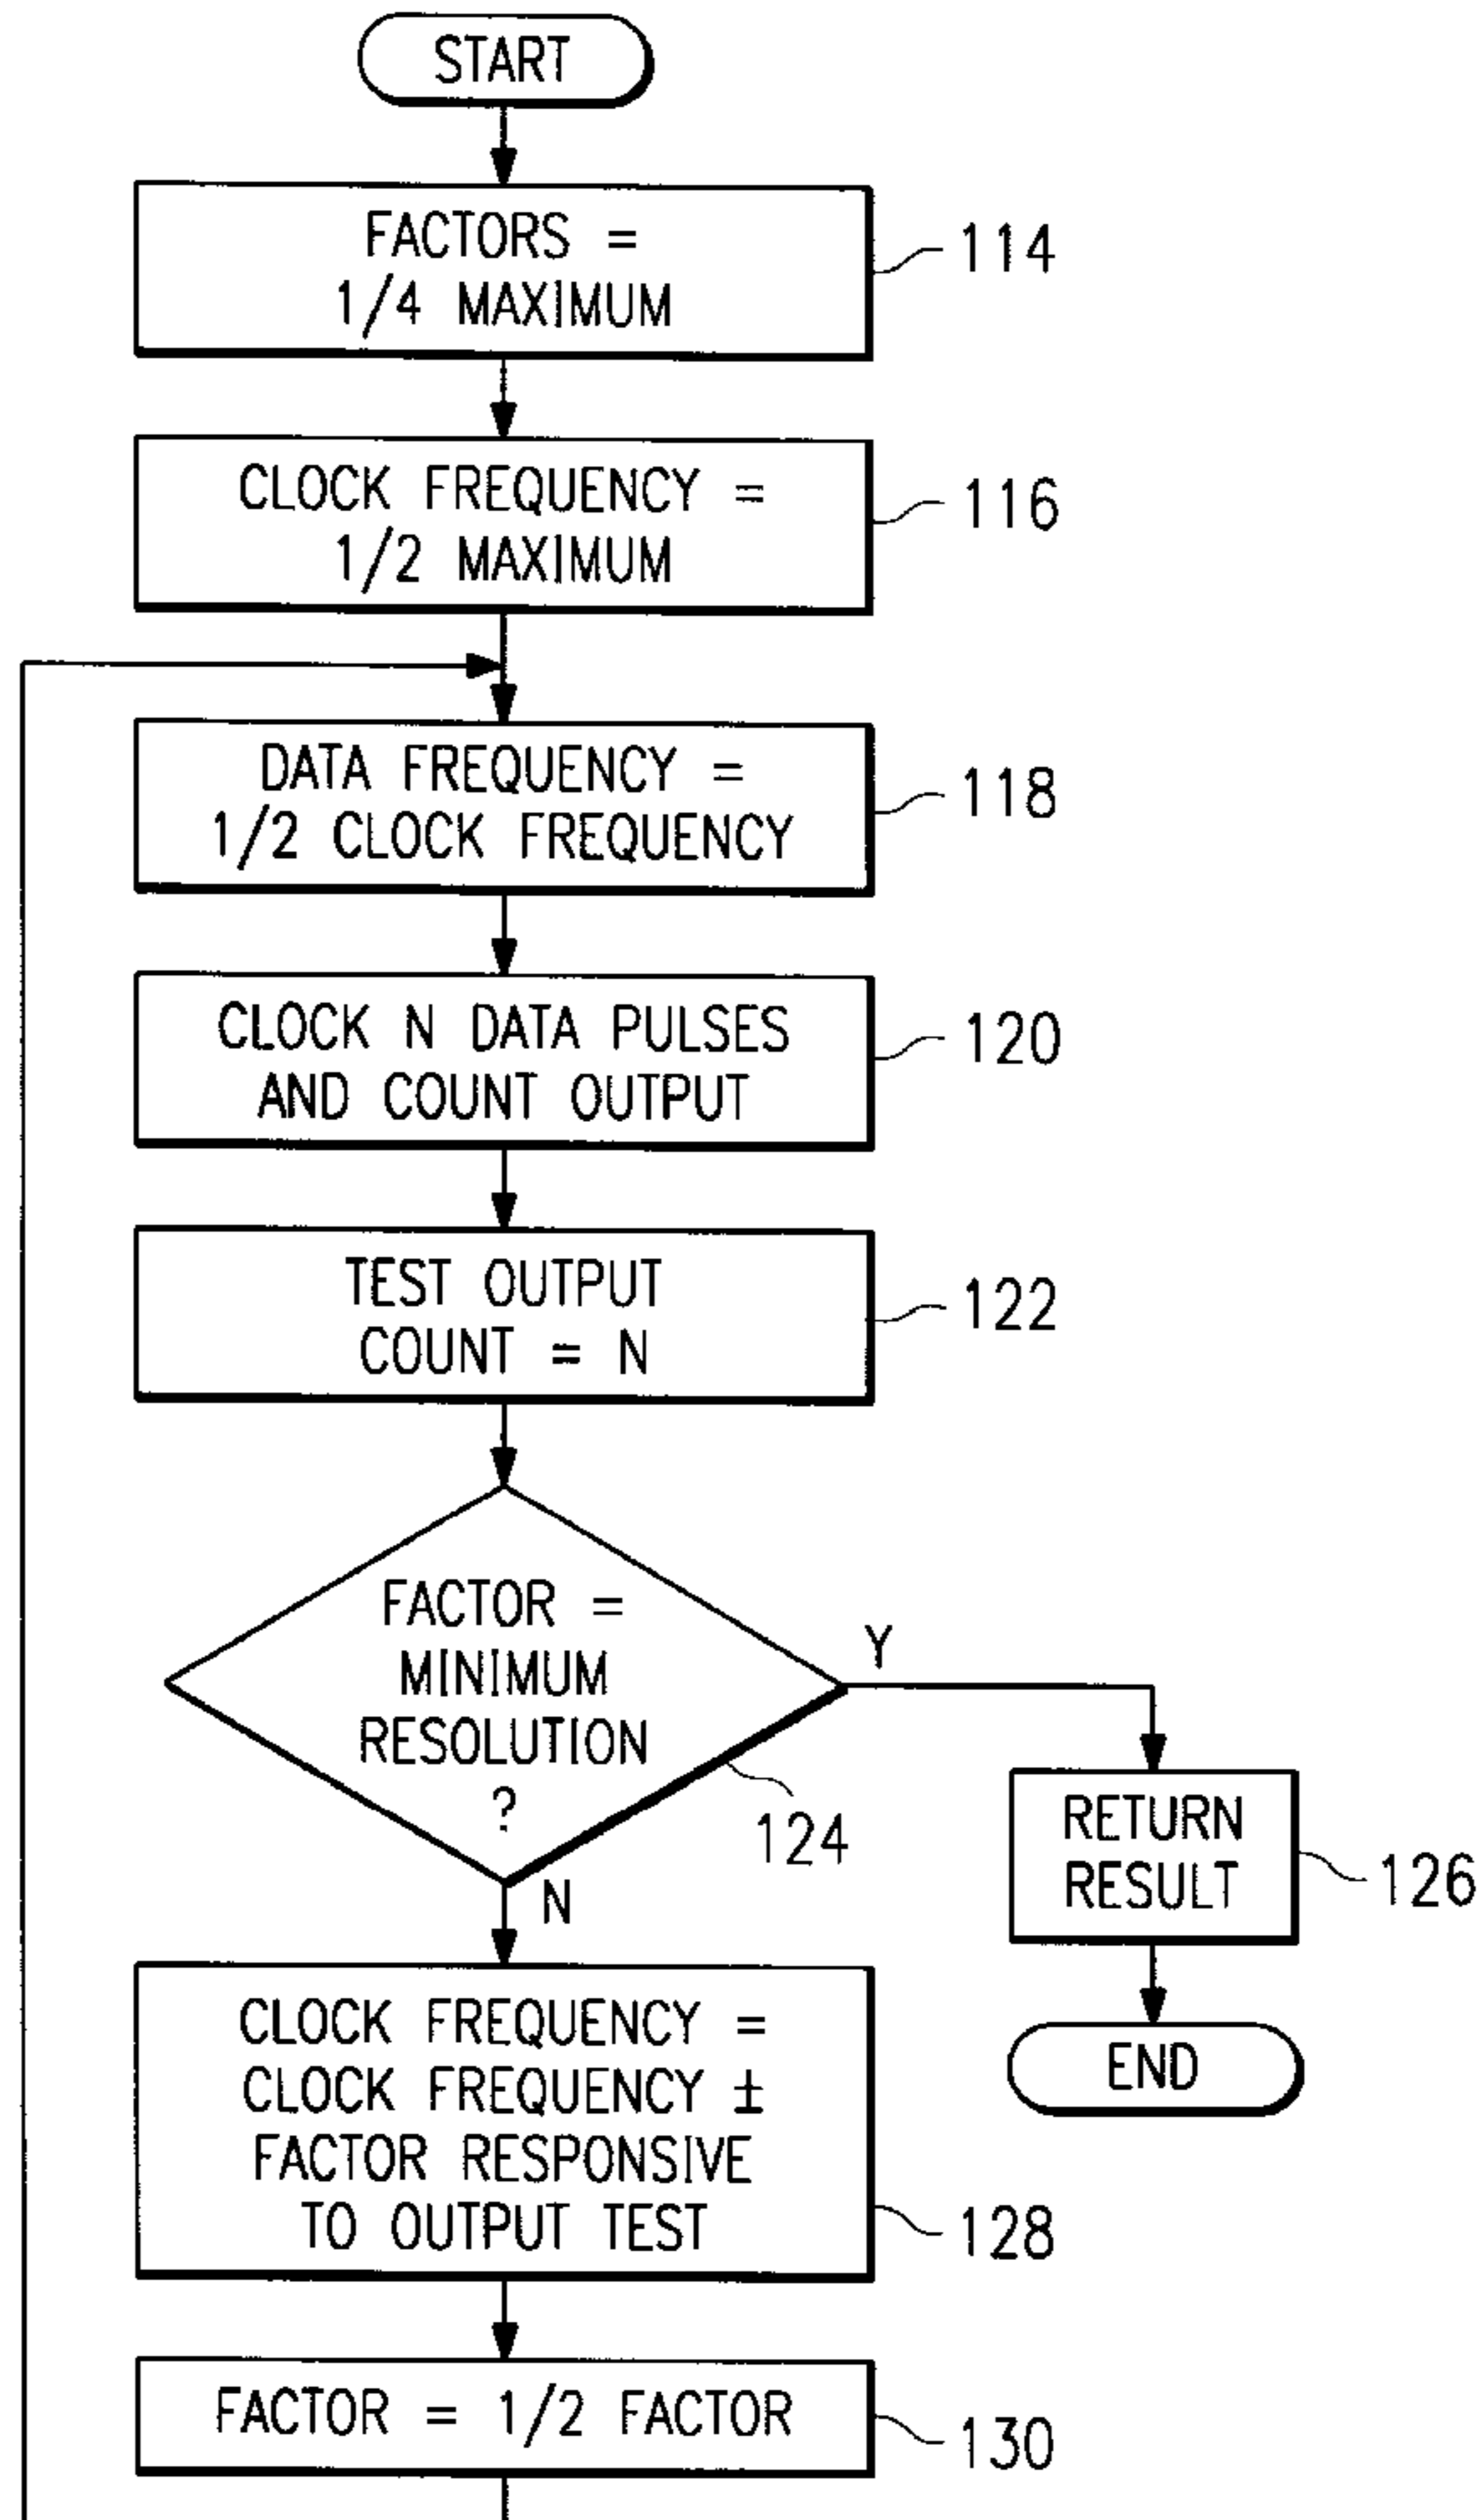 START
FACTORS =
1/4 MAXIMUM
114
CLOCK FREQUENCY =
1/2 MAXIMUM
116
DATA FREQUENCY =
1/2 CLOCK FREQUENCY
118
CLOCK N DATA PULSES
AND COUNT OUTPUT
120
TEST OUTPUT
COUNT = N
122
FACTOR =
MINIMUM
RESOLUTION
?
124
Y
N
RETURN
RESULT
126
END
CLOCK FREQUENCY =
CLOCK FREQUENCY ±
FACTOR RESPONSIVE
TO OUTPUT TEST
128
FACTOR = 1/2 FACTOR
130